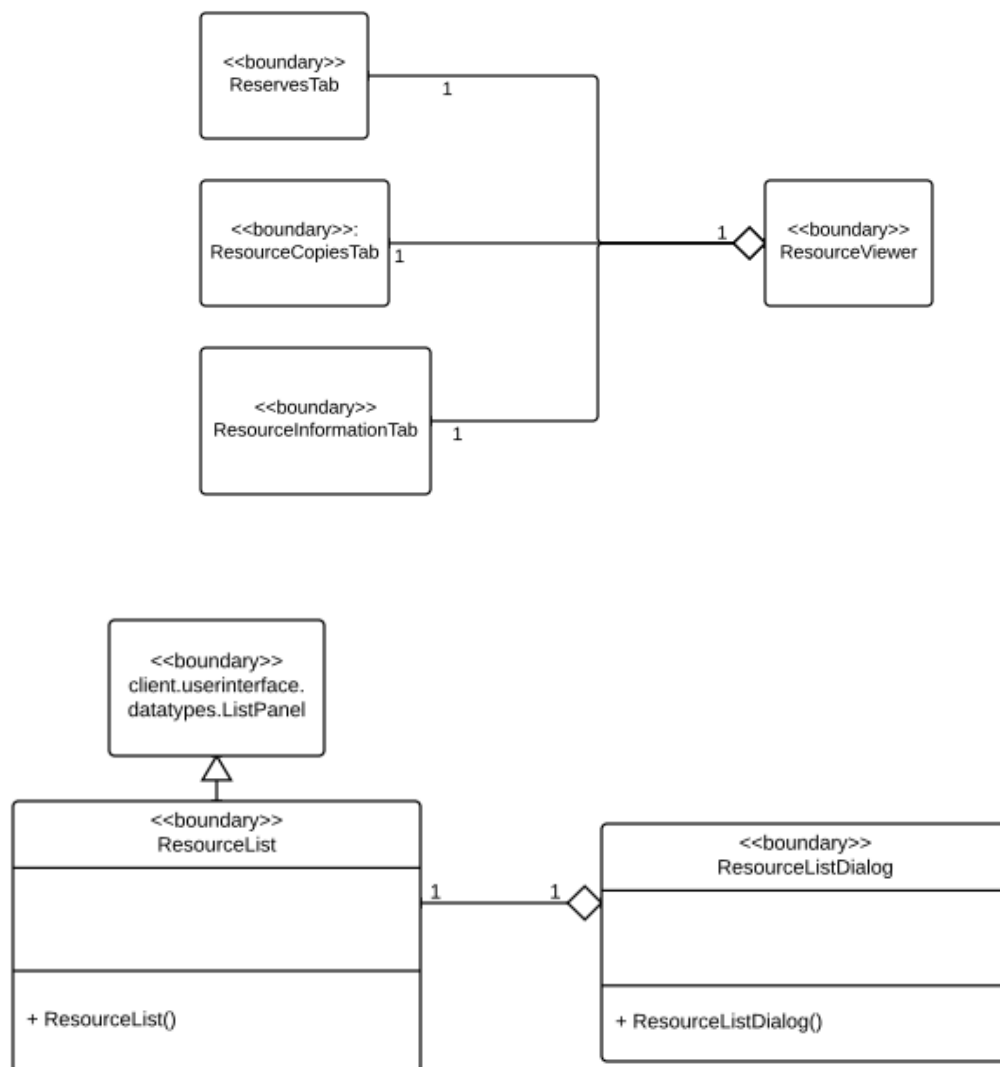 <<boundary>>
ReservesTab
1
<<boundary>>:
ResourceCopiesTab
1
1
<<boundary>>
ResourceViewer
<<boundary>>
ResourceInformationTab
1
<<boundary>>
client.userinterface.
datatypes.ListPanel
<<boundary>>
ResourceList
+ ResourceList()
1
1
<<boundary>>
ResourceListDialog
+ ResourceListDialog()